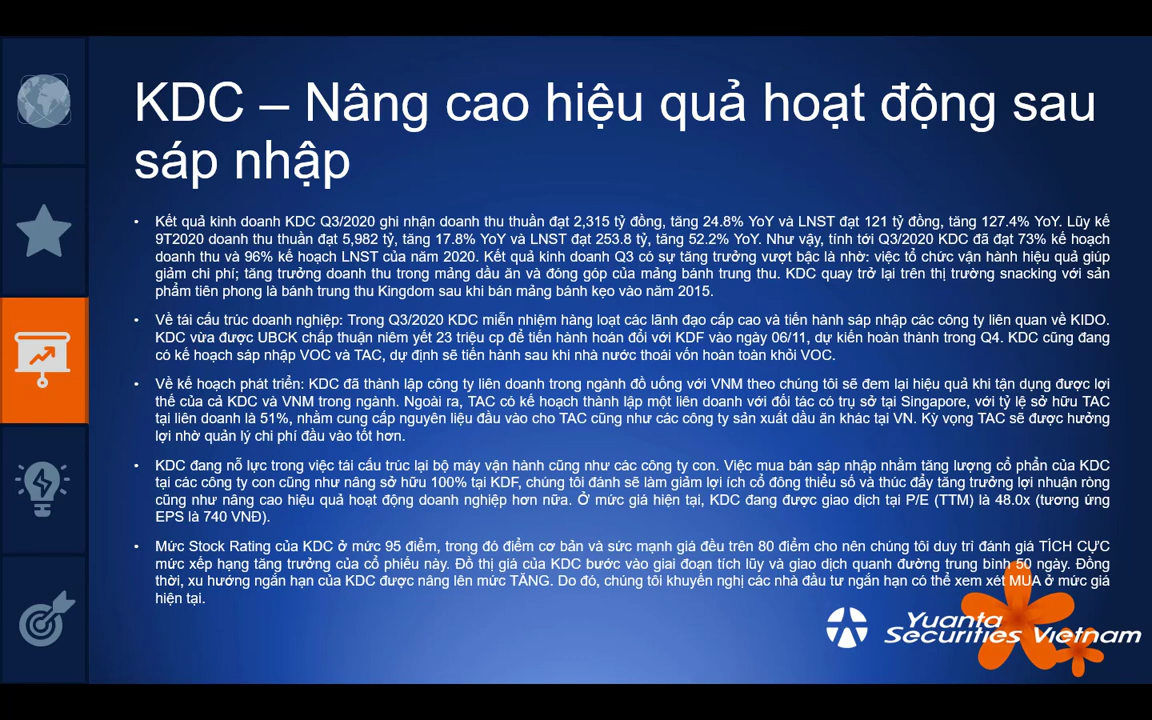 KDC – Nâng cao hiệu quả hoạt động sau
sáp nhập
• Kết quả kinh doanh KDC Q3/2020 ghi nhận doanh thu thuần đạt 2,315 tỷ đồng, tăng 24.8% YoY và LNST đạt 121 tỷ đồng, tăng 127.4% YoY. Lũy kế
9T2020 doanh thu thuần đạt 5,982 tỷ, tăng 17.8% YoY và LNST đạt 253.8 tỷ, tăng 52.2% YoY. Như vậy, tính tới Q3/2020 KDC đã đạt 73% kế hoạch
doanh thu và 96% kế hoạch LNST của năm 2020. Kết quả kinh doanh Q3 có sự tăng trưởng vượt bậc là nhờ: việc tổ chức vận hành hiệu quả giúp
giảm chi phí; tăng trưởng doanh thu trong mảng dầu ăn và đóng góp của mảng bánh trung thu. KDC quay trở lại trên thị trường snacking với sản
phẩm tiên phong là bánh trung thu Kingdom sau khi bán mảng bánh kẹo vào năm 2015.
• Về tái cấu trúc doanh nghiệp: Trong Q3/2020 KDC miễn nhiệm hàng loạt các lãnh đạo cấp cao và tiến hành sáp nhập các công ty liên quan về KIDO.
KDC vừa được UBCK chấp thuận niêm yết 23 triệu cp để tiến hành hoán đổi với KDF vào ngày 06/11, dự kiến hoàn thành trong Q4. KDC cũng đang
có kế hoạch sáp nhập VOC và TAC, dự định sẽ tiến hành sau khi nhà nước thoái vốn hoàn toàn khỏi VOC.
• Về kế hoạch phát triển: KDC đã thành lập công ty liên doanh trong ngành đồ uống với VNM theo chúng tôi sẽ đem lại hiệu quả khi tận dụng được lợi
thế của cả KDC và VNM trong ngành. Ngoài ra, TAC có kế hoạch thành lập một liên doanh với đối tác có trụ sở tại Singapore, với tỷ lệ sở hữu TAC
tại liên doanh là 51%, nhằm cung cấp nguyên liệu đầu vào cho TAC cũng như các công ty sản xuất dầu ăn khác tại VN. Kỳ vọng TAC sẽ được hưởng
lợi nhờ quản lý chi phí đầu vào tốt hơn.
• KDC đang nỗ lực trong việc tái cấu trúc lại bộ máy vận hành cũng như các công ty con. Việc mua bán sáp nhập nhằm tăng lượng cổ phần của KDC
tại các công ty con cũng như nâng sở hữu 100% tại KDF, chúng tôi đánh sẽ làm giảm lợi ích cổ đông thiểu số và thúc đẩy tăng trưởng lợi nhuận ròng
cũng như nâng cao hiệu quả hoạt động doanh nghiệp hơn nữa. Ở mức giá hiện tại, KDC đang được giao dịch tại P/E (TTM) là 48.0x (tương ứng
EPS là 740 VNĐ).
• Mức Stock Rating của KDC ở mức 95 điểm, trong đó điểm cơ bản và sức mạnh giá đều trên 80 điểm cho nên chúng tôi duy trì đánh giá TÍCH CỰC
mức xếp hạng tăng trưởng của cổ phiếu này. Đồ thị giá của KDC bước vào giai đoạn tích lũy và giao dịch quanh đường trung bình 50 ngày. Đồng
thời, xu hướng ngắn hạn của KDC được nâng lên mức TĂNG. Do đó, chúng tôi khuyến nghị các nhà đầu tư ngắn hạn có thể xem xét MUA ở mức giá
hiện tại.
Yuanta
Securities Vietnam